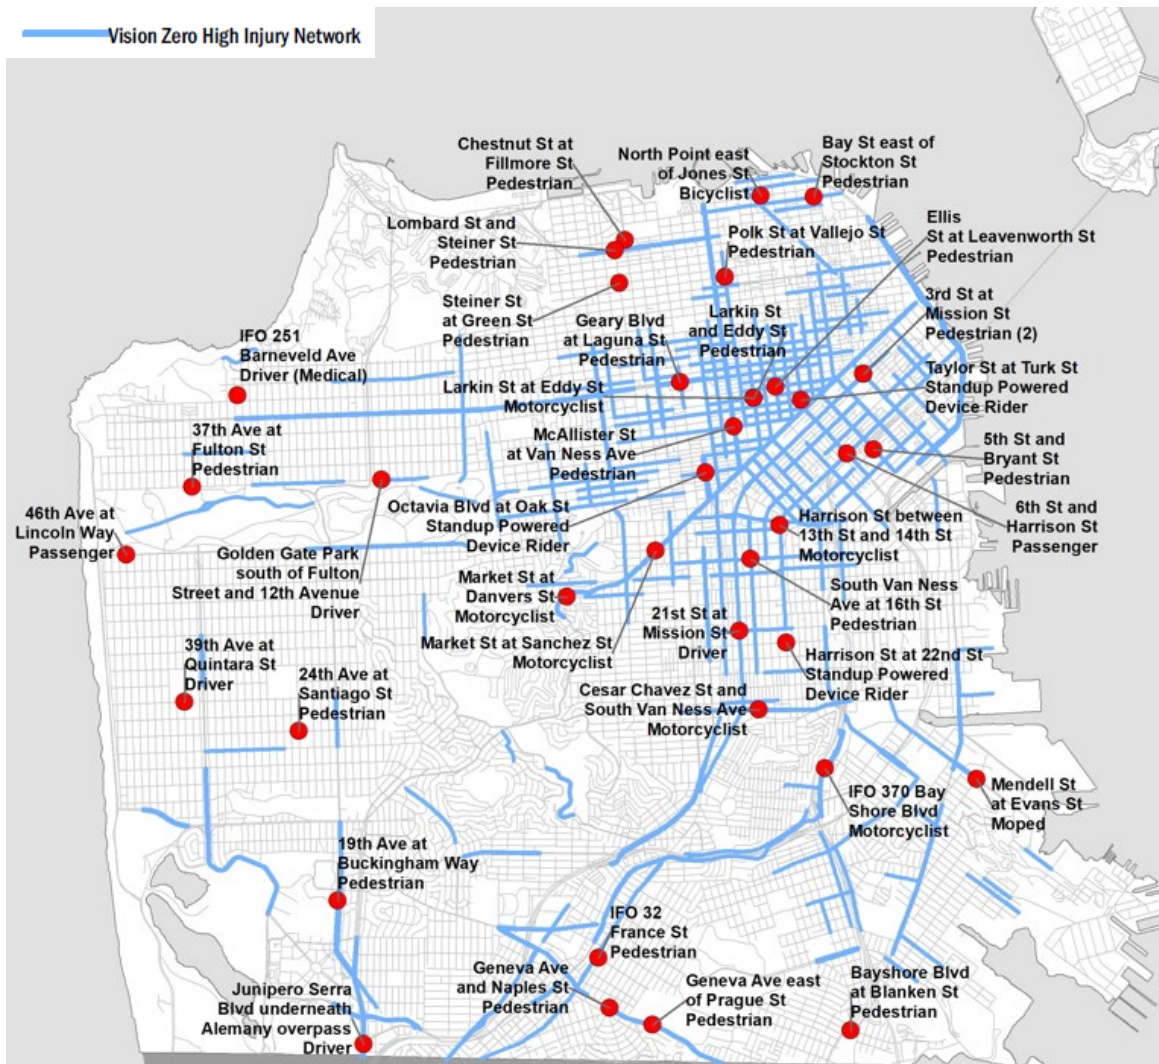 Vision Zero High Injury Network
Chestnut St at
Fillmore St
Pedestrian
North Point east
of Jones St
Bicyclist
Bay St east of
Stockton St
Pedestrian
Lombard St and
Steiner St
Pedestrian
Polk St at Vallejo St
Pedestrian
Ellis
St at Leavenworth St
Pedestrian
Steiner St
at Green St
Pedestrian
Geary Blvd
at Laguna St
Pedestrian
Larkin St
and Eddy St
Pedestrian
3rd St at
Mission St
Pedestrian (2)
IFO 251
Barneveld Ave
Driver (Medical)
Larkin St at Eddy St
Motorcyclist
Taylor St at Turk St
Standup Powered
Device Rider
37th Ave at
Fulton St
Pedestrian
McAllister St
at Van Ness Ave
Pedestrian
5th St and
Bryant St
Pedestrian
46th Ave at
Lincoln Way
Passenger
Octavia Blvd at Oak St
Standup Powered
Device Rider
6th St and
Harrison St
Passenger
Golden Gate Park
south of Fulton
Street and 12th Avenue
Driver
Harrison St between
13th St and 14th St
Motorcyclist
Market St at
Danvers St
Motorcyclist
South Van Ness
Ave at 16th St
Pedestrian
21st St at
Mission St
Driver
Market St at Sanchez St
Motorcyclist
39th Ave at
Quintara St
Driver
24th Ave at
Santiago St
Pedestrian
Harrison St at 22nd St
Standup Powered
Device Rider
Cesar Chavez St and
South Van Ness Ave
Motorcyclist
IFO 370 Bay
Shore Blvd
Motorcyclist
Mendell St
at Evans St
Moped
19th Ave at
Buckingham Way
Pedestrian
IFO 32
France St
Pedestrian
Geneva Ave
and Naples St
Pedestrian
Geneva Ave east
of Prague St
Pedestrian
Bayshore Blvd
at Blanken St
Pedestrian
Junipero Serra
Blvd underneath
Alemany overpass
Driver